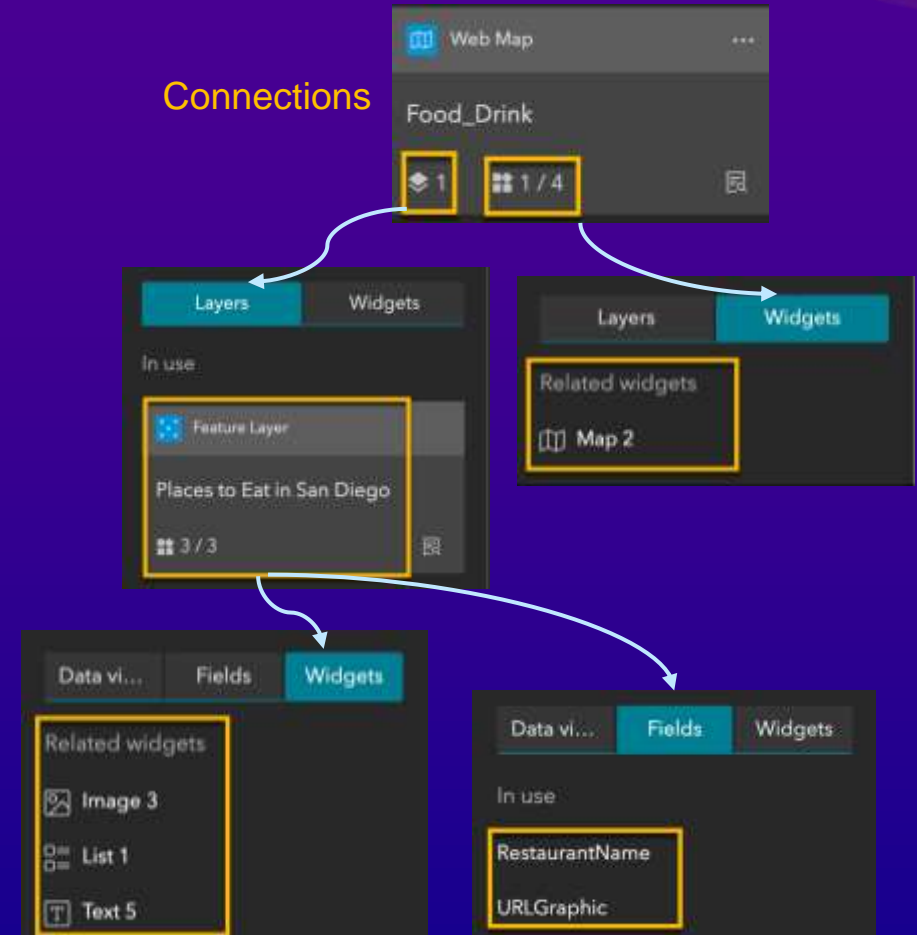 Web Map
Connections
Food_Drink
1
1 / 4
Layers
Widgets
In use
Feature Layer
Places to Eat in San Diego
3 / 3
Layers
Widgets
Related widgets
Map 2
Data vi...
Fields
Widgets
Related widgets
Image 3
List 1
Text 5
Data vi...
Fields
Widgets
In use
RestaurantName
URLGraphic